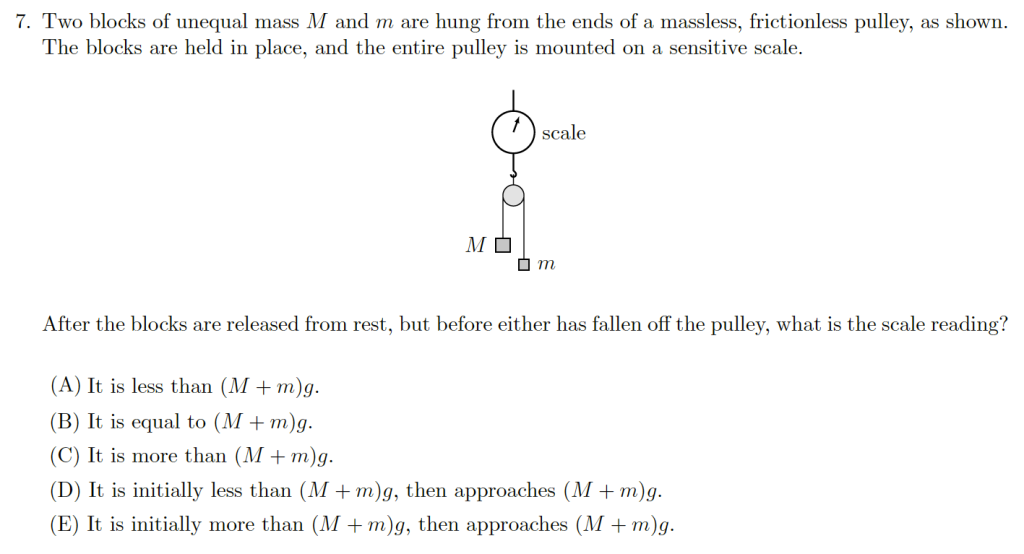 7. Two blocks of unequal mass M and m are hung from the ends of a massless, frictionless pulley, as shown.
The blocks are held in place, and the entire pulley is mounted on a sensitive scale.
scale
M
m
After the blocks are released from rest, but before either has fallen off the pulley, what is the scale reading?
(A) It is less than (M + m)g.
(B) It is equal to (M + m)g.
(C) It is more than (M + m)g.
(D) It is initially less than (M + m)g, then approaches (M + m)g.
(E) It is initially more than (M + m)g, then approaches (M + m)g.